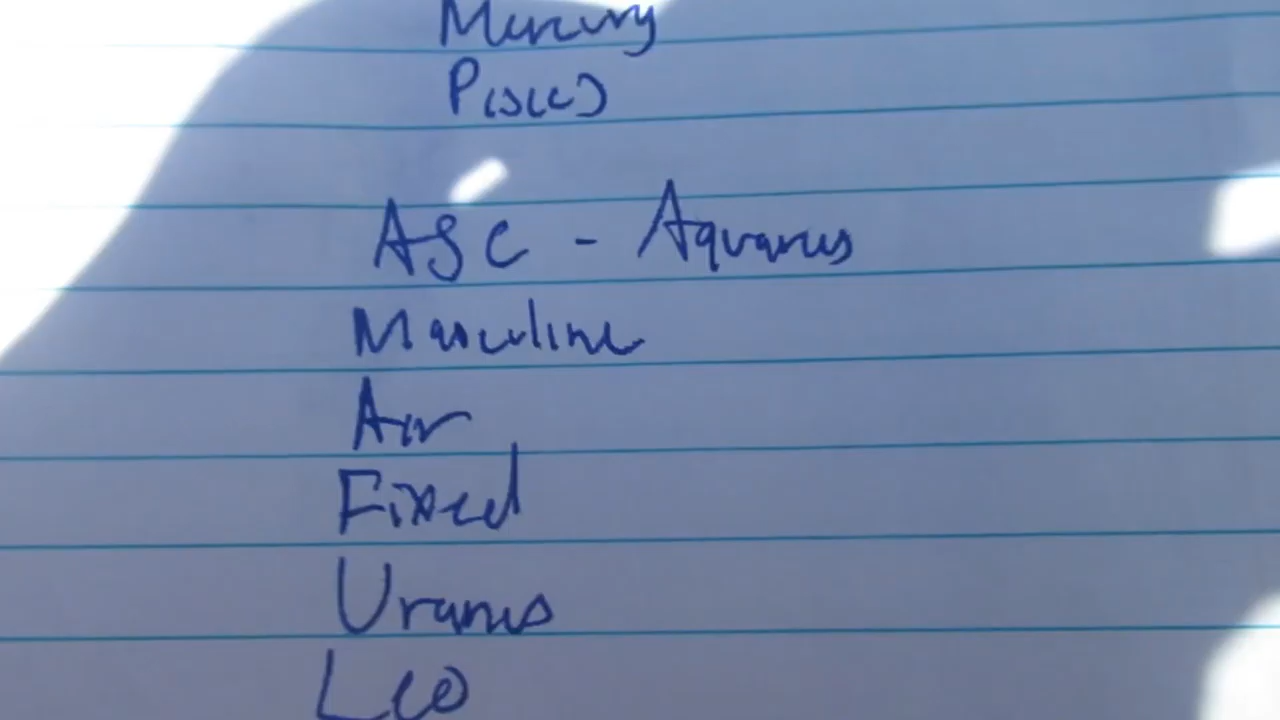 Mercury
Pisces
ASC - Aquarius
Masculine
Air
Fixed
Uranus
Leo